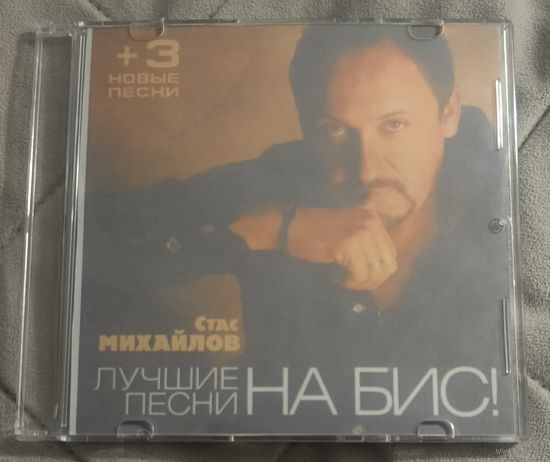 +3
НОВЫЕ
ПЕСНИ
СТАС
МИХАЙЛОВ
ЛУЧШИЕ
ПЕСНИ
НА БИС!